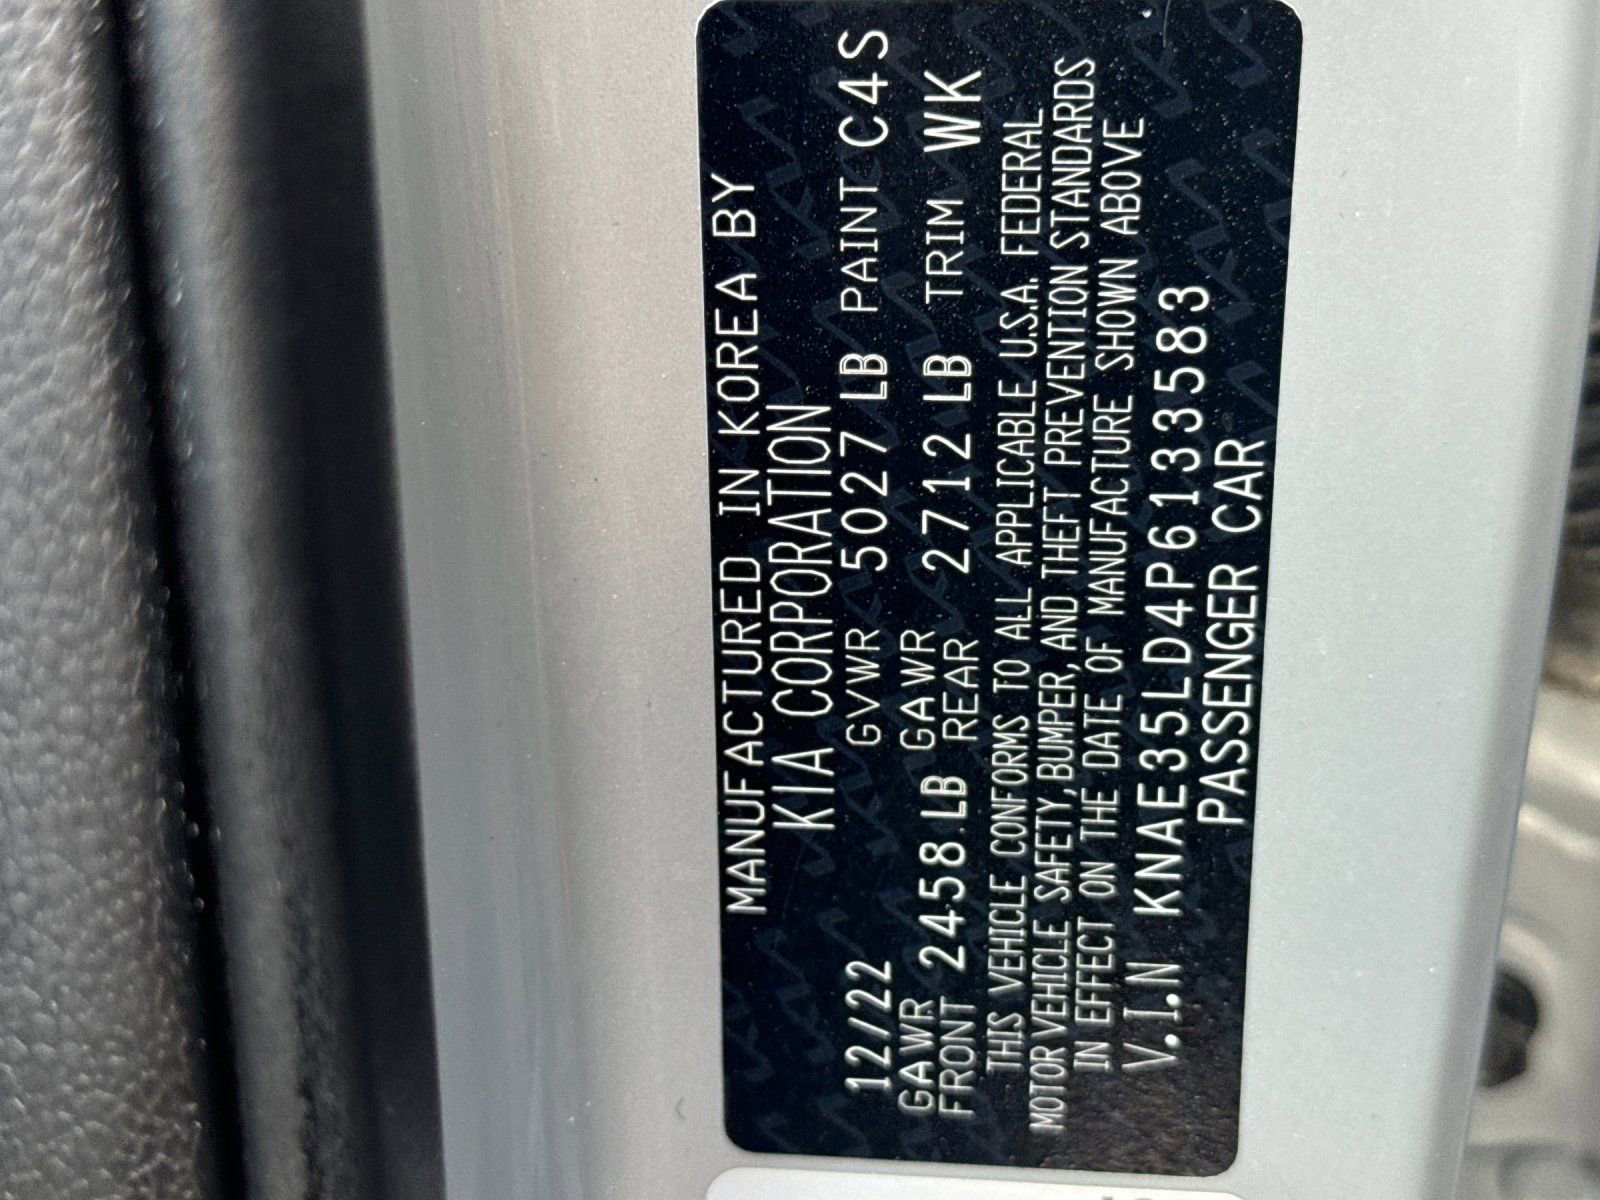 MANUFACTURED IN KOREA BY
KIA CORPORATION
12/22 GVWR 5027 LB PAINT C4S
GAWR FRONT 2458 LB GAWR REAR 2712 LB TRIM WK
THIS VEHICLE CONFORMS TO ALL APPLICABLE U.S.A. FEDERAL
MOTOR VEHICLE SAFETY, BUMPER, AND THEFT PREVENTION STANDARDS
IN EFFECT ON THE DATE OF MANUFACTURE SHOWN ABOVE
V.I.N KNAE35LD4P6133583
PASSENGER CAR